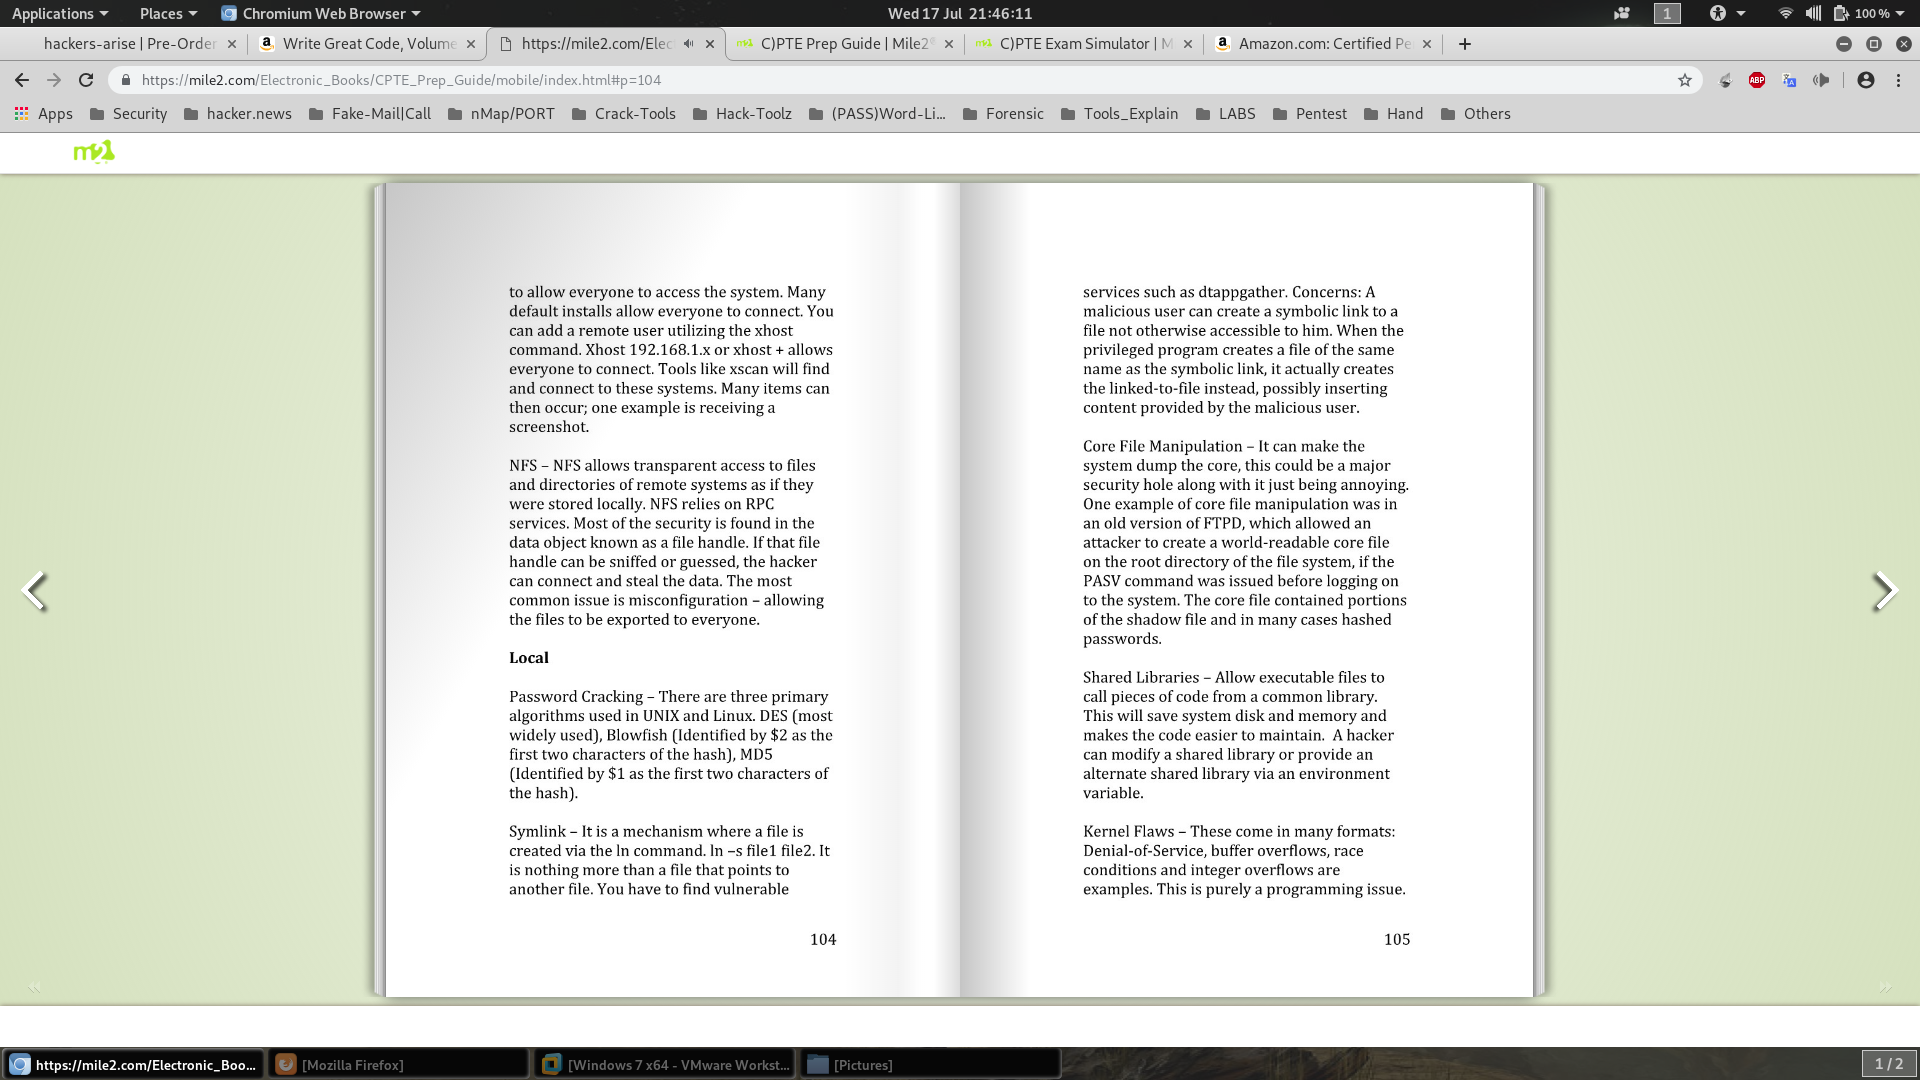 Applications Places Chromium Web Browser Wed 17 Jul 21:46:11 1 100 %
hackers-arise | Pre-Order Write Great Code, Volume https://mile2.com/Elec C)PTE Prep Guide | Mile2 C)PTE Exam Simulator | M Amazon.com: Certified Pe
https://mile2.com/Electronic_Books/CPTE_Prep_Guide/mobile/index.html#p=104 ABP
Apps Security hacker.news Fake-Mail|Call nMap/PORT Crack-Tools Hack-Toolz (PASS)Word-Li... Forensic Tools_Explain LABS Pentest Hand Others
m2
to allow everyone to access the system. Many
default installs allow everyone to connect. You
can add a remote user utilizing the xhost
command. Xhost 192.168.1.x or xhost + allows
everyone to connect. Tools like xscan will find
and connect to these systems. Many items can
then occur; one example is receiving a
screenshot.
NFS – NFS allows transparent access to files
and directories of remote systems as if they
were stored locally. NFS relies on RPC
services. Most of the security is found in the
data object known as a file handle. If that file
handle can be sniffed or guessed, the hacker
can connect and steal the data. The most
common issue is misconfiguration – allowing
the files to be exported to everyone.
Local
Password Cracking – There are three primary
algorithms used in UNIX and Linux. DES (most
widely used), Blowfish (Identified by $2 as the
first two characters of the hash), MD5
(Identified by $1 as the first two characters of
the hash).
Symlink – It is a mechanism where a file is
created via the ln command. ln –s file1 file2. It
is nothing more than a file that points to
another file. You have to find vulnerable
104
services such as dtappgather. Concerns: A
malicious user can create a symbolic link to a
file not otherwise accessible to him. When the
privileged program creates a file of the same
name as the symbolic link, it actually creates
the linked-to-file instead, possibly inserting
content provided by the malicious user.
Core File Manipulation – It can make the
system dump the core, this could be a major
security hole along with it just being annoying.
One example of core file manipulation was in
an old version of FTPD, which allowed an
attacker to create a world-readable core file
on the root directory of the file system, if the
PASV command was issued before logging on
to the system. The core file contained portions
of the shadow file and in many cases hashed
passwords.
Shared Libraries – Allow executable files to
call pieces of code from a common library.
This will save system disk and memory and
makes the code easier to maintain.  A hacker
can modify a shared library or provide an
alternate shared library via an environment
variable.
Kernel Flaws – These come in many formats:
Denial-of-Service, buffer overflows, race
conditions and integer overflows are
examples. This is purely a programming issue.
105
https://mile2.com/Electronic_Boo... [Mozilla Firefox] [Windows 7 x64 - VMware Workst... [Pictures] 1 / 2